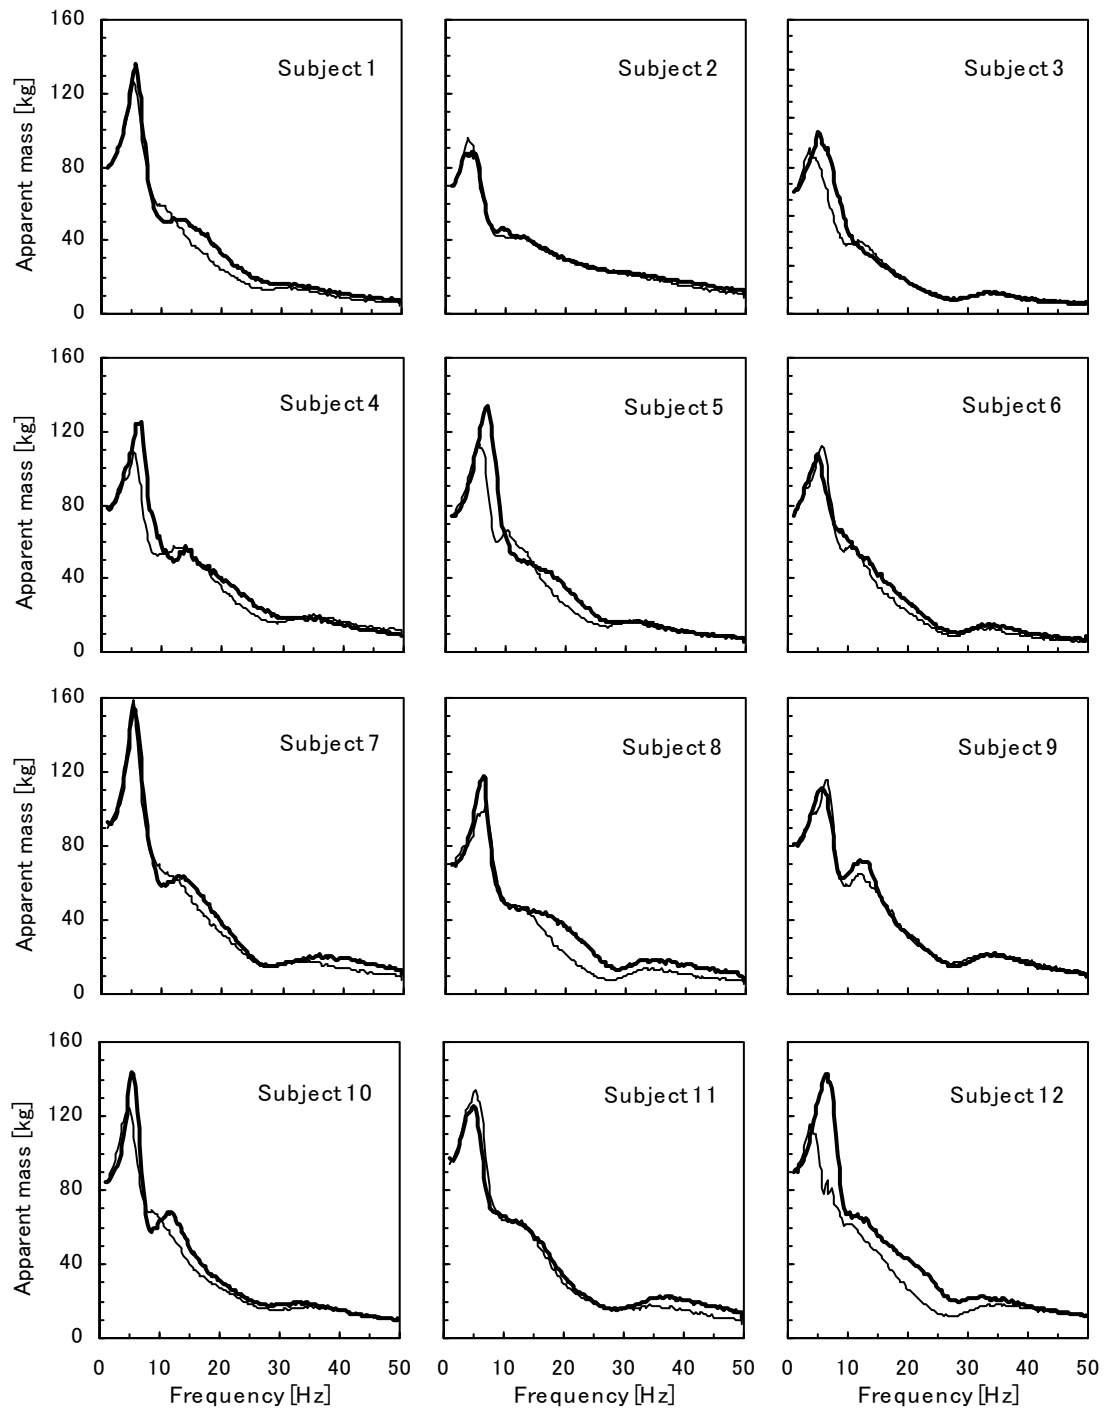 160
120
80
40
0
Apparent mass [kg]
Subject 1
Subject 2
Subject 3
160
120
80
40
0
Apparent mass [kg]
Subject 4
Subject 5
Subject 6
160
120
80
40
0
Apparent mass [kg]
Subject 7
Subject 8
Subject 9
160
120
80
40
0
Apparent mass [kg]
Subject 10
Subject 11
Subject 12
0 10 20 30 40 50
0 10 20 30 40 50
0 10 20 30 40 50
Frequency [Hz]
Frequency [Hz]
Frequency [Hz]